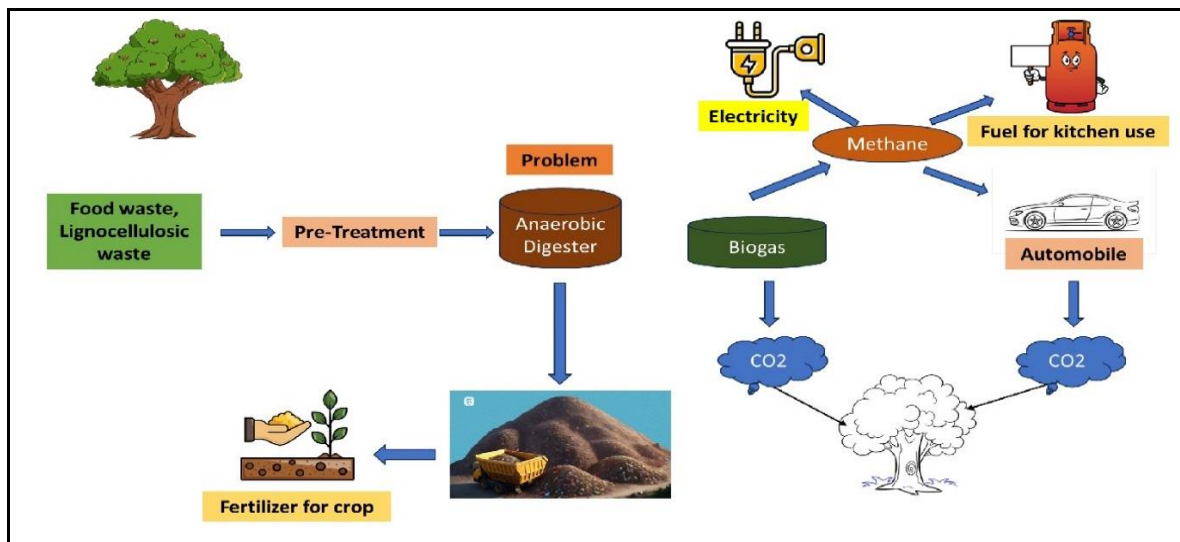 Electricity
Fuel for kitchen use
Methane
Problem
Food waste,
Lignocellulosic
waste
Pre-Treatment
Anaerobic
Digester
Biogas
Automobile
CO2
CO2
Fertilizer for crop